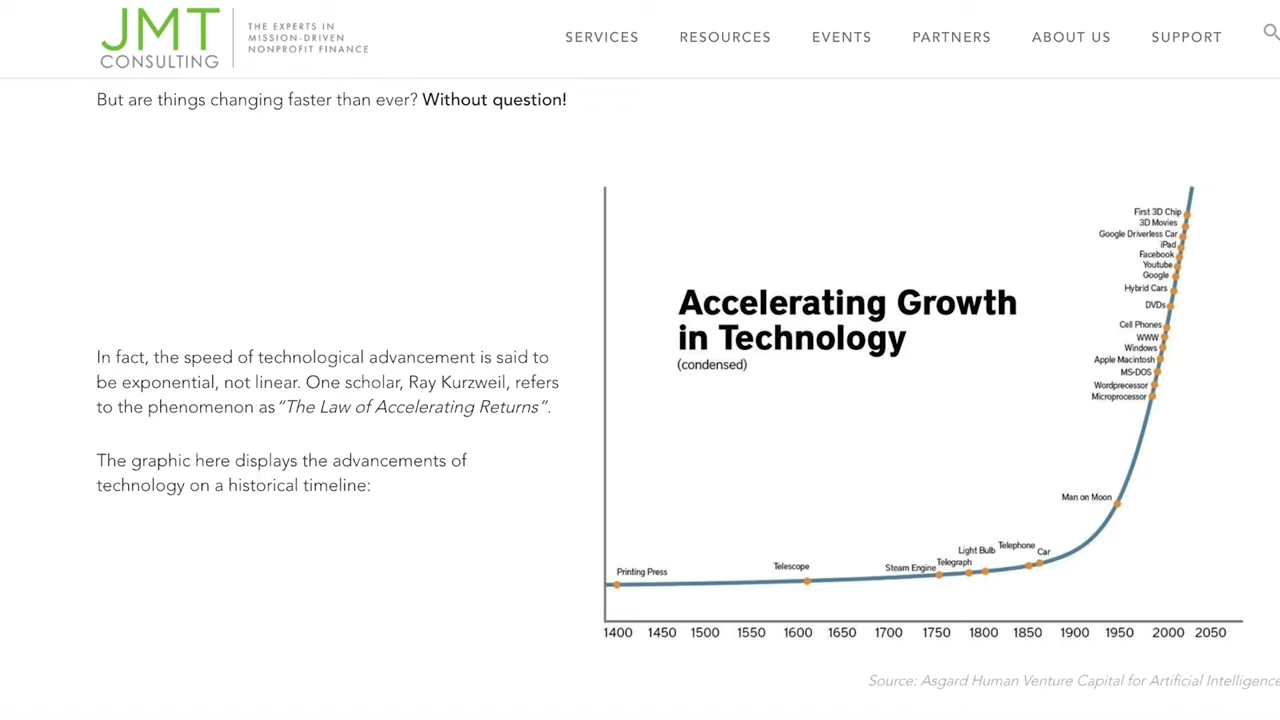 JMT
CONSULTING
THE EXPERTS IN
MISSION-DRIVEN
NONPROFIT FINANCE
SERVICES
RESOURCES
EVENTS
PARTNERS
ABOUT US
SUPPORT
But are things changing faster than ever? Without question!
In fact, the speed of technological advancement is said to
be exponential, not linear. One scholar, Ray Kurzweil, refers
to the phenomenon as “The Law of Accelerating Returns”.
The graphic here displays the advancements of
technology on a historical timeline:
Accelerating Growth
in Technology
(condensed)
First 3D Chip
3D Movies
Google Driverless Car
iPad
Facebook
Youtube
Google
Hybrid Cars
DVDs
Cell Phones
WWW
Windows
Apple Macintosh
MS-DOS
Wordprecessor
Microprocessor
Man on Moon
Printing Press
Telescope
Steam Engine
Telegraph
Light Bulb
Telephone
Car
1400 1450 1500 1550 1600 1650 1700 1750 1800 1850 1900 1950 2000 2050
Source: Asgard Human Venture Capital for Artificial Intelligence